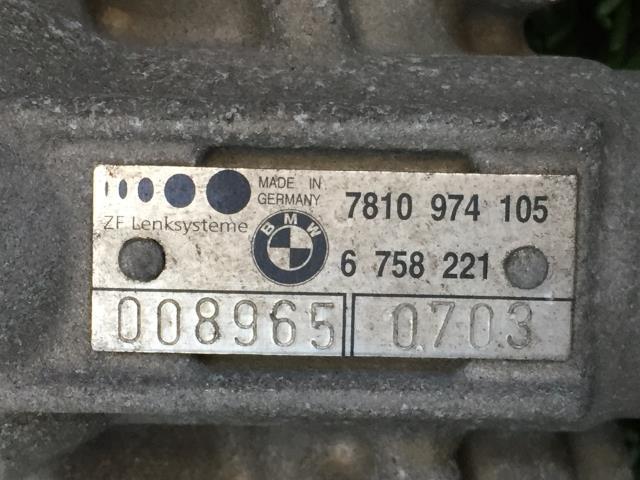 MADE IN
GERMANY
7810 974 105
ZF Lenksysteme
BMW
6 758 221
008965
0703